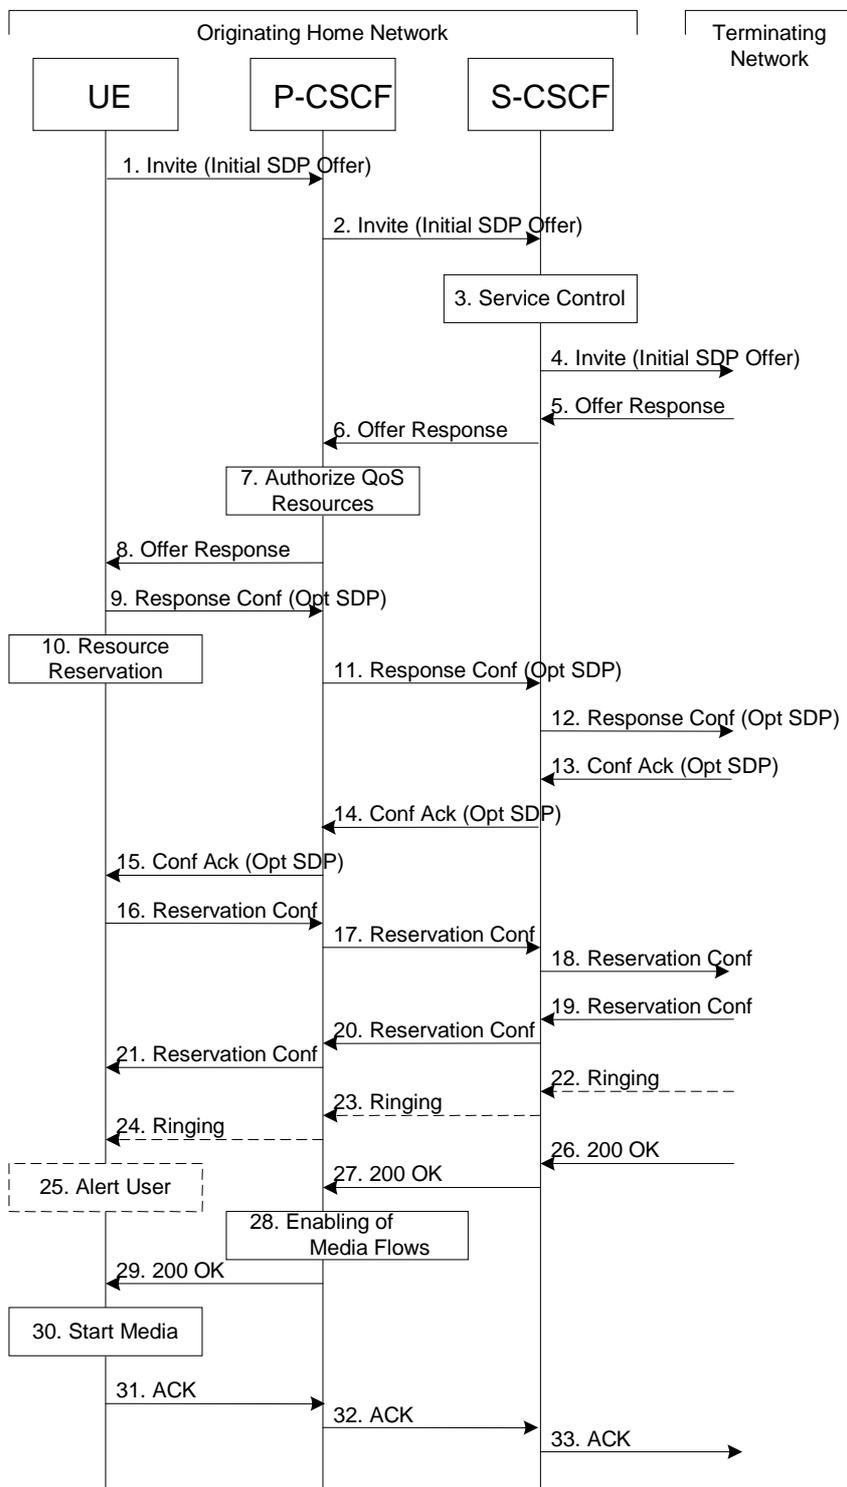 Originating Home Network
Terminating
Network
UE
P-CSCF
S-CSCF
1. Invite (Initial SDP Offer)
2. Invite (Initial SDP Offer)
3. Service Control
4. Invite (Initial SDP Offer)
5. Offer Response
6. Offer Response
7. Authorize QoS
Resources
8. Offer Response
9. Response Conf (Opt SDP)
10. Resource
Reservation
11. Response Conf (Opt SDP)
12. Response Conf (Opt SDP)
13. Conf Ack (Opt SDP)
14. Conf Ack (Opt SDP)
15. Conf Ack (Opt SDP)
16. Reservation Conf
17. Reservation Conf
18. Reservation Conf
19. Reservation Conf
20. Reservation Conf
21. Reservation Conf
22. Ringing
23. Ringing
24. Ringing
25. Alert User
26. 200 OK
27. 200 OK
28. Enabling of
Media Flows
29. 200 OK
30. Start Media
31. ACK
32. ACK
33. ACK